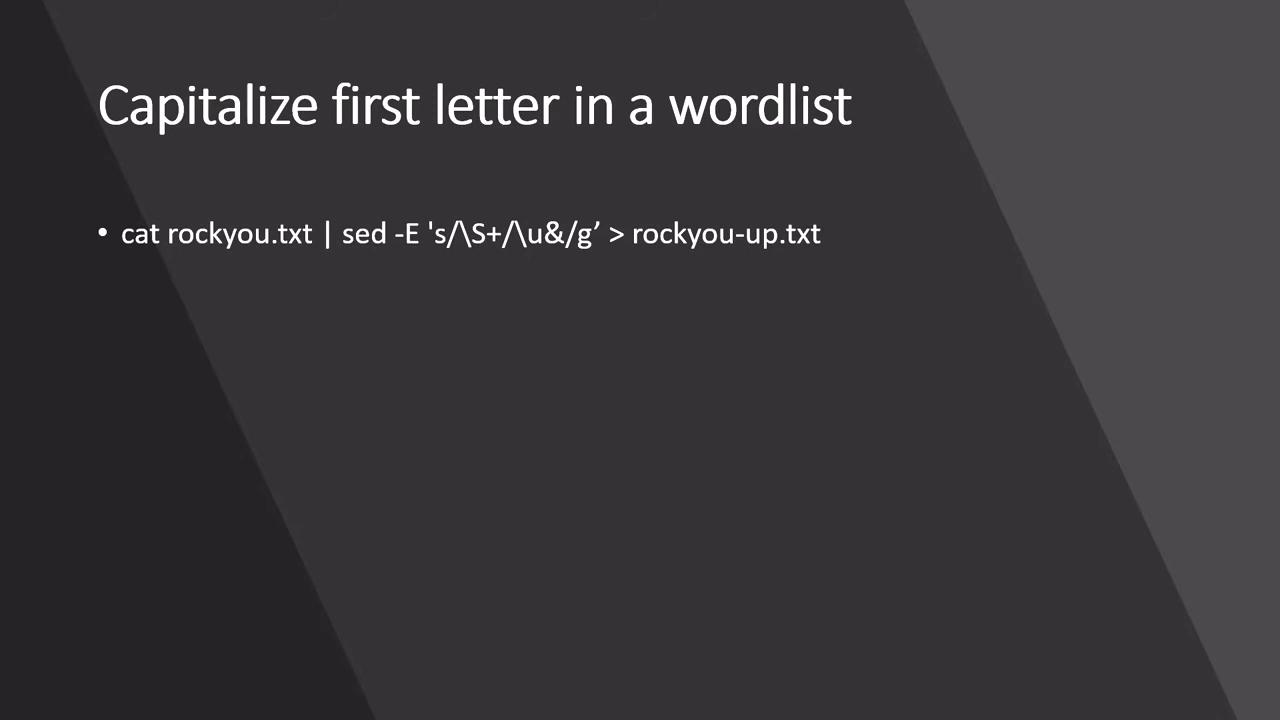 Capitalize first letter in a wordlist
• cat rockyou.txt | sed -E 's/\S+/\u&/g’ > rockyou-up.txt